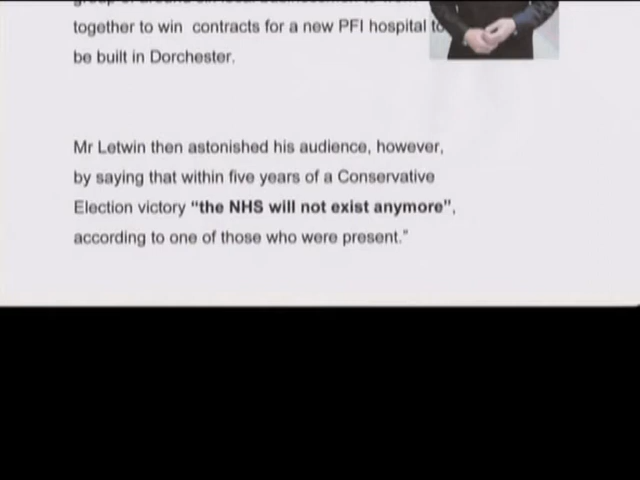 together to win contracts for a new PFI hospital to
be built in Dorchester.
Mr Letwin then astonished his audience, however,
by saying that within five years of a Conservative
Election victory “the NHS will not exist anymore”,
according to one of those who were present.”